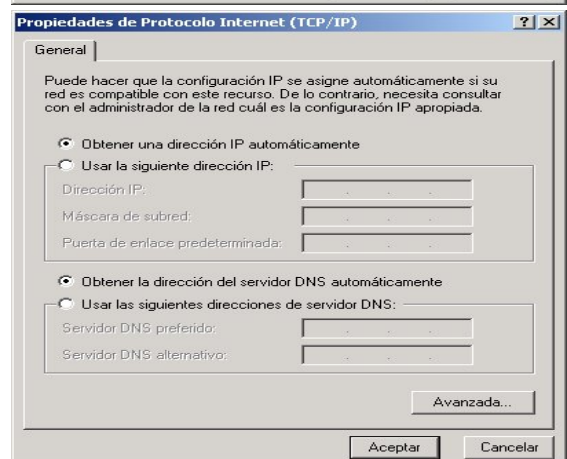 Propiedades de Protocolo Internet (TCP/IP)
General
Puede hacer que la configuración IP se asigne automáticamente si su
red es compatible con este recurso. De lo contrario, necesita consultar
con el administrador de la red cuál es la configuración IP apropiada.
Obtener una dirección IP automáticamente
Usar la siguiente dirección IP:
Dirección IP:
Máscara de subred:
Puerta de enlace predeterminada:
Obtener la dirección del servidor DNS automáticamente
Usar las siguientes direcciones de servidor DNS:
Servidor DNS preferido:
Servidor DNS alternativo:
Avanzada...
Aceptar Cancelar